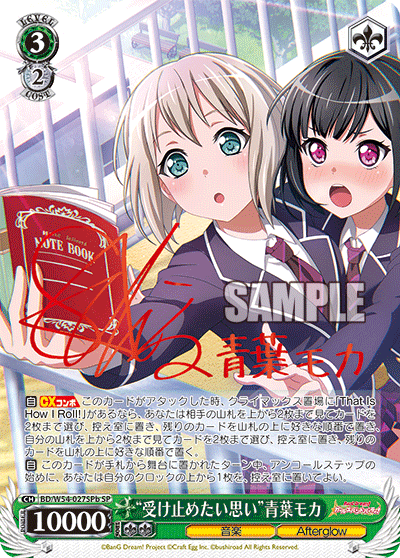 LEVEL
3
2
COST
NOTE BOOK
SAMPLE
青葉モカ
【自】 CXコンボ このカードがアタックした時、クライマックス置場に「That Is
How I Roll!」があるなら、あなたは相手の山札を上から2枚まで見てカードを
2枚まで選び、控え室に置き、残りのカードを山札の上に好きな順番で置き、
自分の山札を上から2枚まで見てカードを2枚まで選び、控え室に置き、残りの
カードを山札の上に好きな順番で置く。
【自】 このカードが手札から舞台に置かれたターン中、アンコールステップの
始めに、あなたは自分のクロックの上から1枚を、控え室に置いてよい。
CH BD/W54-027SPb SP
10000
“受け止めたい思い”青葉モカ
音楽
Afterglow
©BanG Dream! Project ©Craft Egg Inc. ©bushiroad All Rights Reserved.